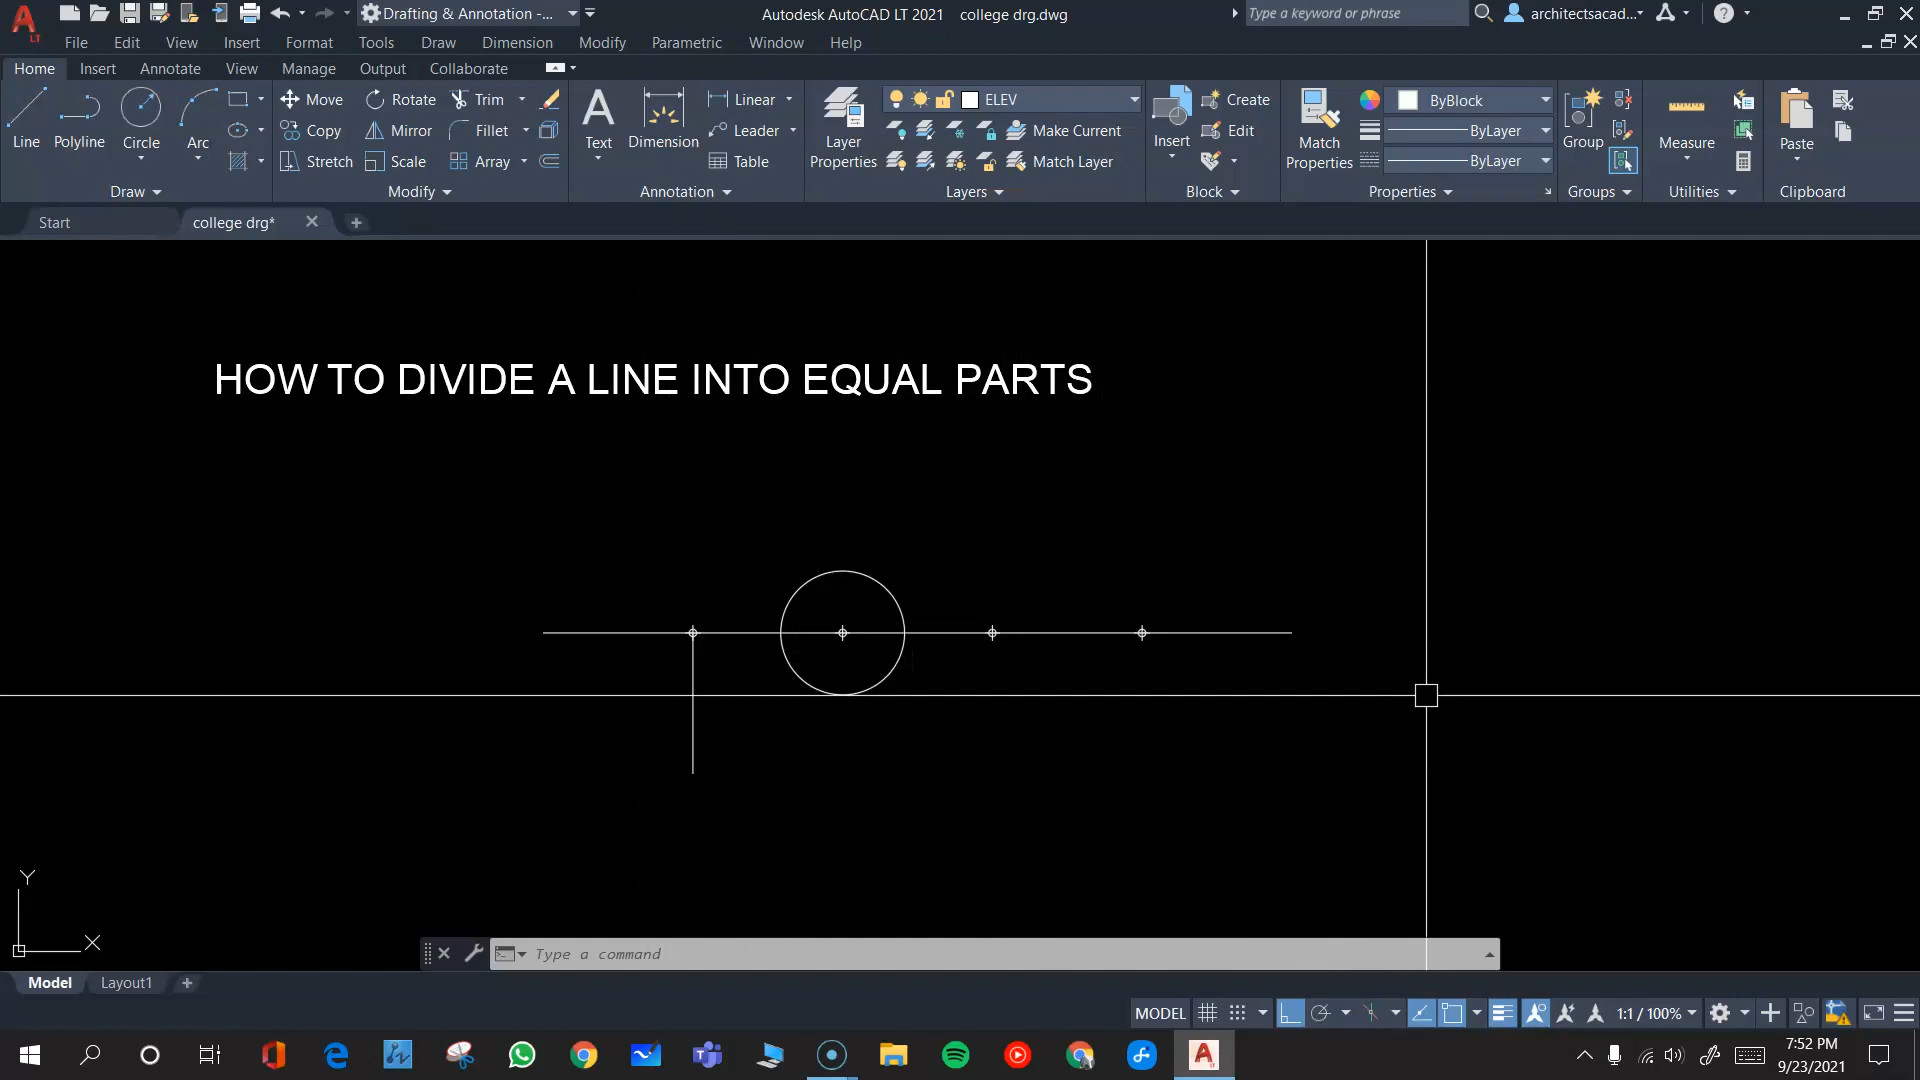 Drafting & Annotation -...
Autodesk AutoCAD LT 2021 college drg.dwg
Type a keyword or phrase
architectsacad...
LT
File Edit View Insert Format Tools Draw Dimension Modify Parametric Window Help
Home Insert Annotate View Manage Output Collaborate
Line Polyline Circle Arc
Move Rotate Trim
Copy Mirror Fillet
Stretch Scale Array
Text Dimension
Linear
Leader
Table
Layer Properties
ELEV
Make Current
Match Layer
Insert
Create
Edit
Match Properties
ByBlock
ByLayer
ByLayer
Group
Measure
Paste
Draw Modify Annotation Layers Block Properties Groups Utilities Clipboard
Start college drg*
HOW TO DIVIDE A LINE INTO EQUAL PARTS
Y
X
Type a command
Model Layout1
MODEL 1:1 / 100%
7:52 PM
9/23/2021